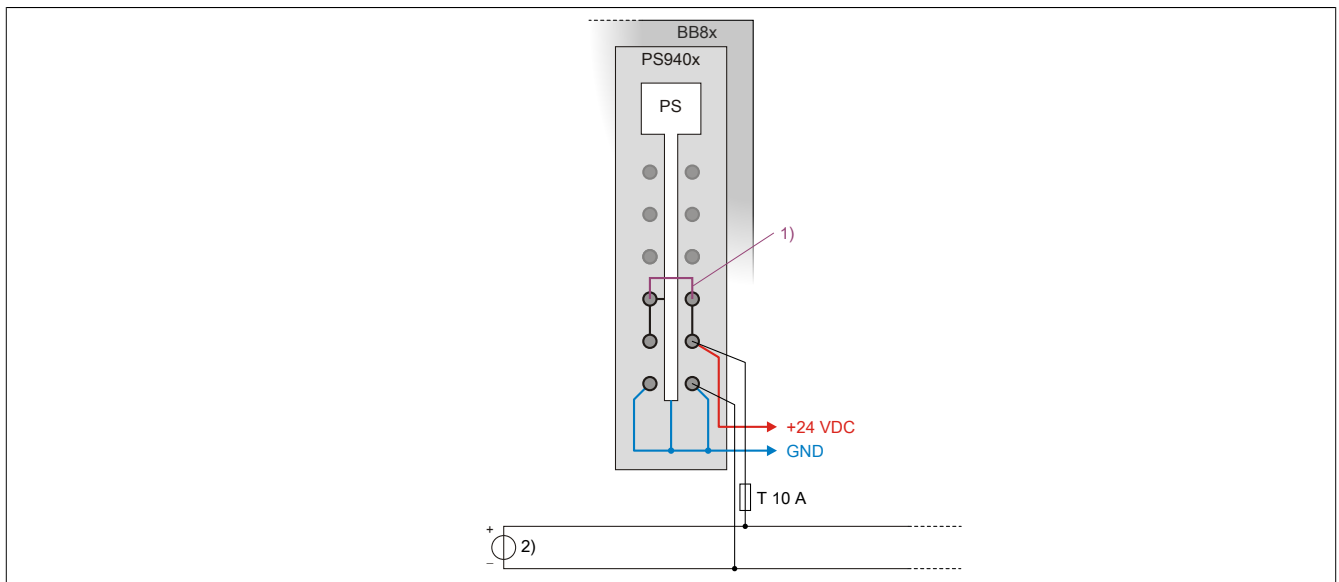 BB8x
PS940x
PS
1)
+24 VDC
GND
T 10 A
+
2)
–